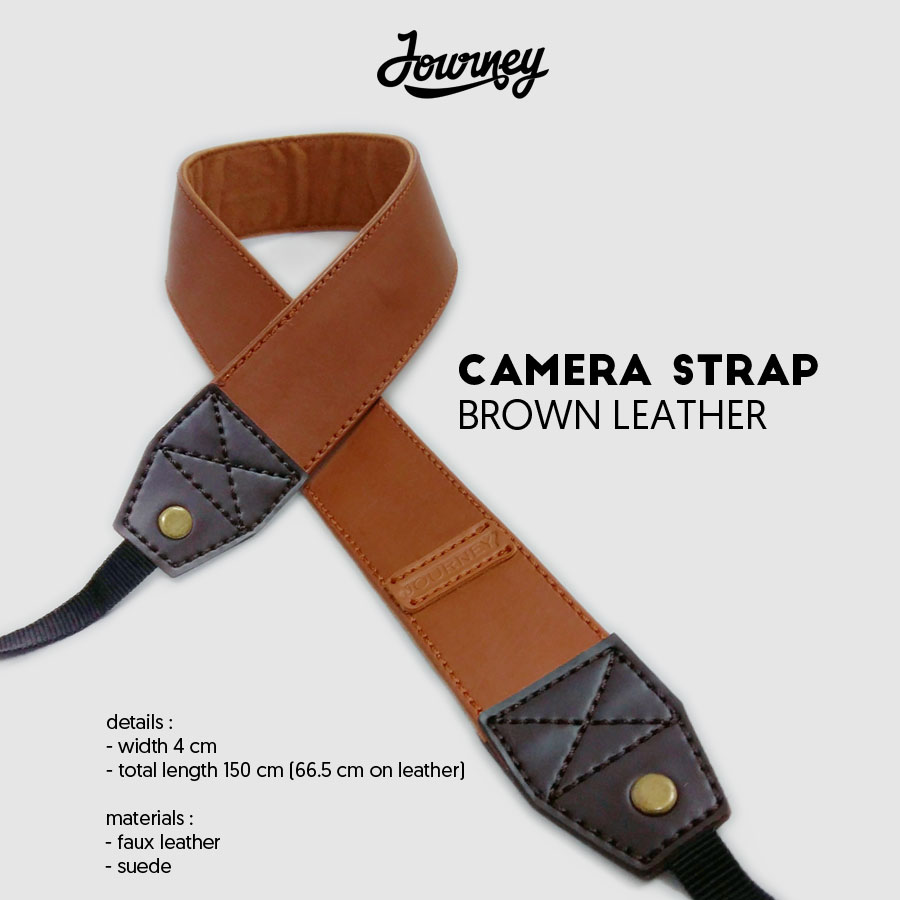 Journey
CAMERA STRAP
BROWN LEATHER
JOURNEY
details :
- width 4 cm
- total length 150 cm (66.5 cm on leather)
materials :
- faux leather
- suede